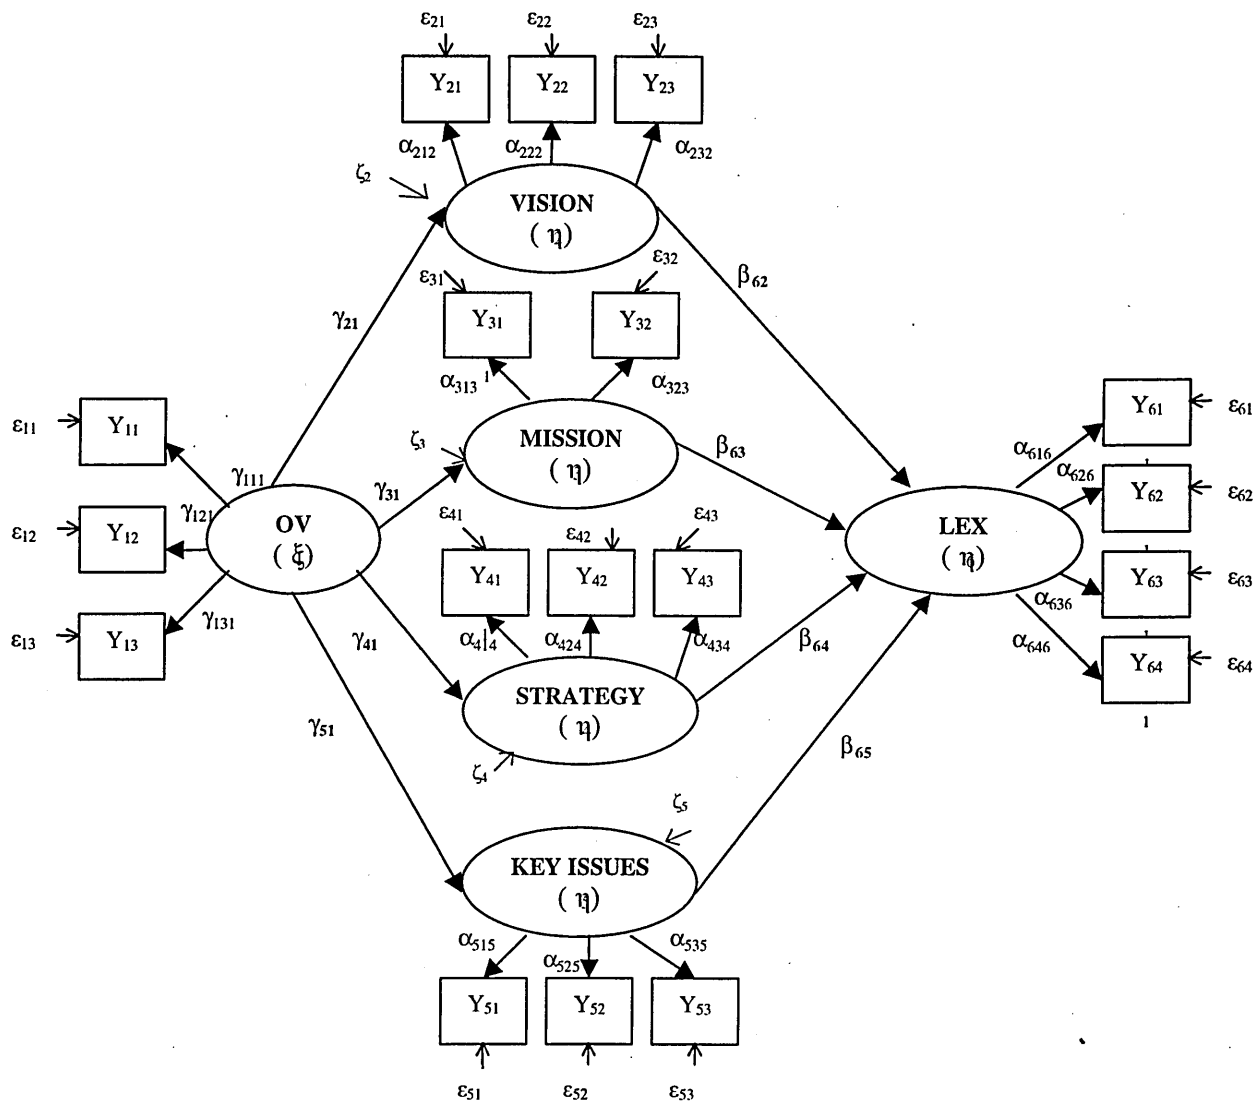 ε21 ε22 ε23
Y21 Y22 Y23
α212 α222 α232
ζ2
VISION
( η)
ε31 ε32
β62
Y31 Y32
γ21
α313 1 α323
ε11 Y11
ζ3 MISSION
( η)
β63
Y61 ε61
α616
γ111
γ31
α626
Y62 ε62
γ121
ε12 Y12
OV
( ξ)
ε41 ε42 ε43
LEX
( η)
Y41 Y42 Y43
Y63 ε63
α636
γ131
ε13 Y13
γ41
α414 α424 α434
β64
α646
Y64 ε64
1
STRATEGY
( η)
γ51
β65
ζ4
ζ5
KEY ISSUES
( η)
α515 α525 α535
Y51 Y52 Y53
ε51 ε52 ε53